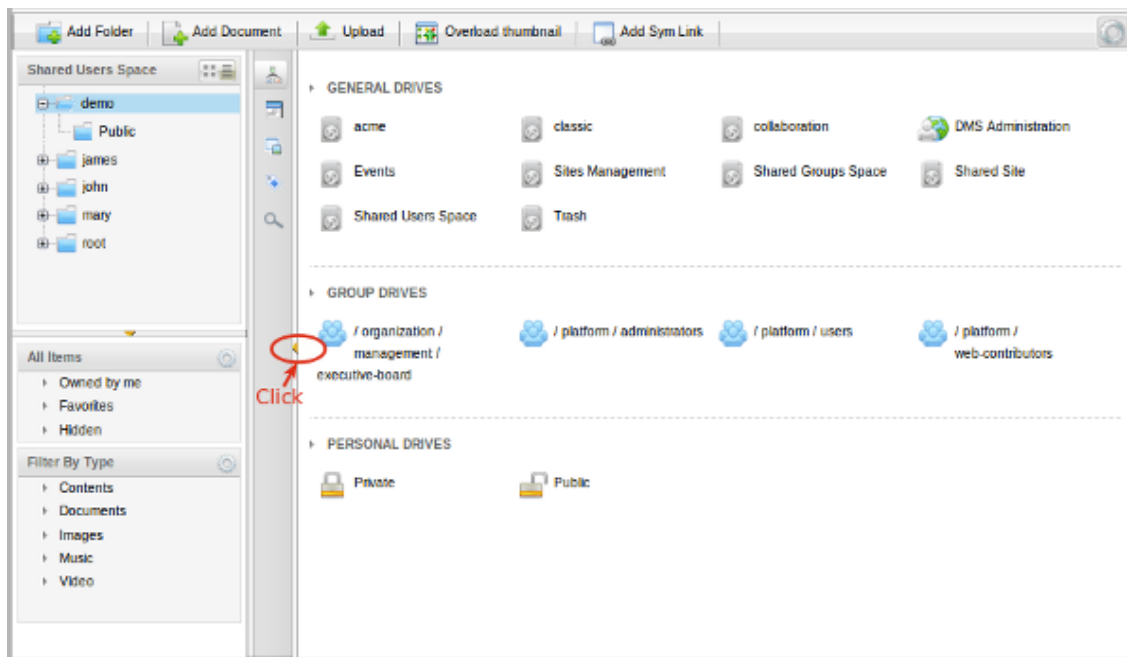 Add Folder Add Document Upload Overload thumbnail Add Sym Link
Shared Users Space
demo
Public
james
john
mary
root
All Items
Owned by me
Favorites
Hidden
Filter By Type
Contents
Documents
Images
Music
Video
Click
GENERAL DRIVES
acme classic collaboration DMS Administration
Events Sites Management Shared Groups Space Shared Site
Shared Users Space Trash
GROUP DRIVES
/ organization /
management /
executive-board
/ platform / administrators
/ platform / users
/ platform /
web-contributors
PERSONAL DRIVES
Private Public